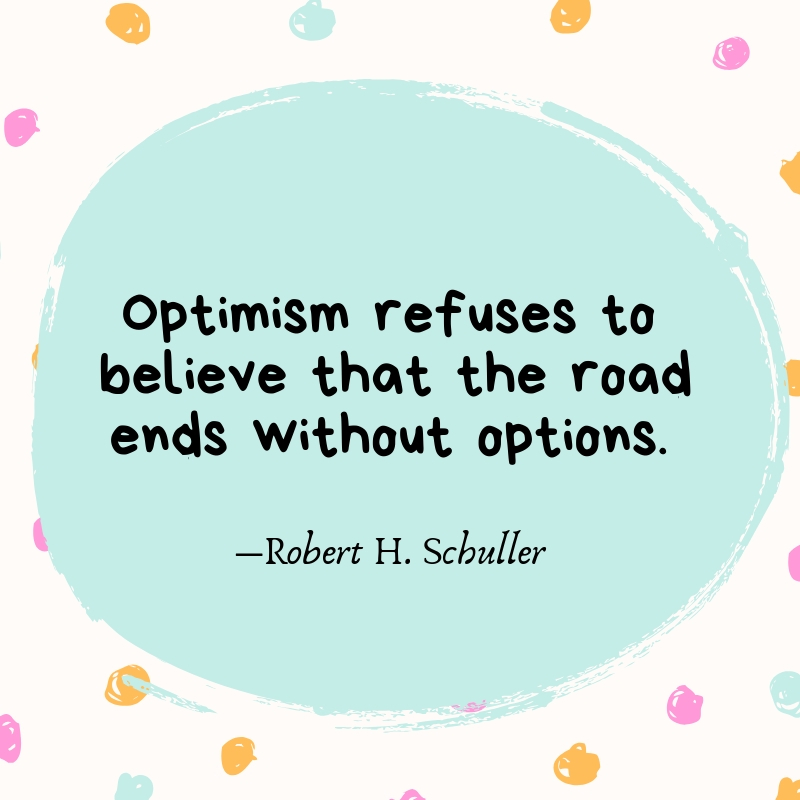 Optimism refuses to
believe that the road
ends without options.
—Robert H. Schuller